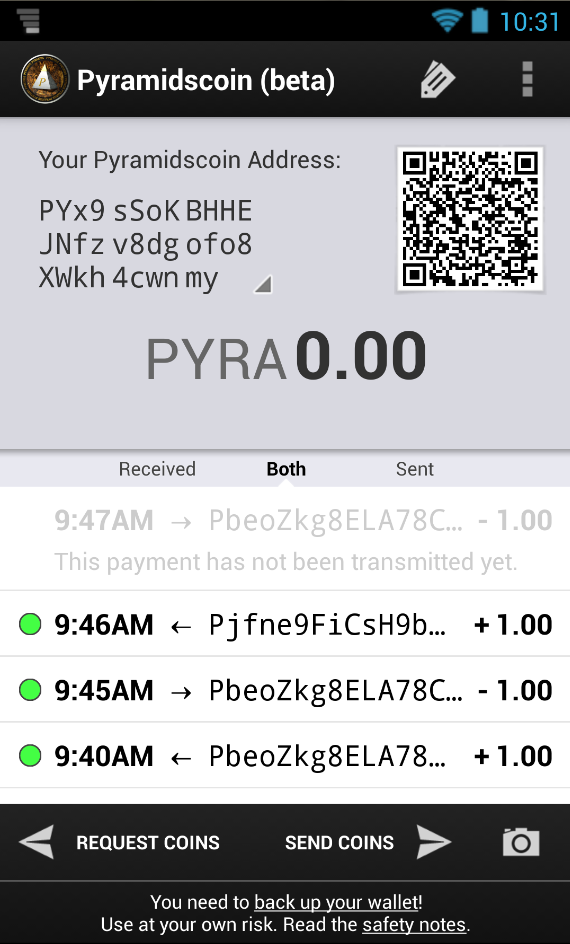 10:31
Pyramidscoin (beta)
Your Pyramidscoin Address:
PYx9 sSoK BHHE
JNfz v8dg ofo8
XWkh 4cwn my
PYRA 0.00
Received Both Sent
9:47AM → PbeoZkg8ELA78C... - 1.00
This payment has not been transmitted yet.
9:46AM ← Pjfne9FiCsH9b... + 1.00
9:45AM → PbeoZkg8ELA78C... - 1.00
9:40AM ← PbeoZkg8ELA78... + 1.00
REQUEST COINS SEND COINS
You need to back up your wallet!
Use at your own risk. Read the safety notes.